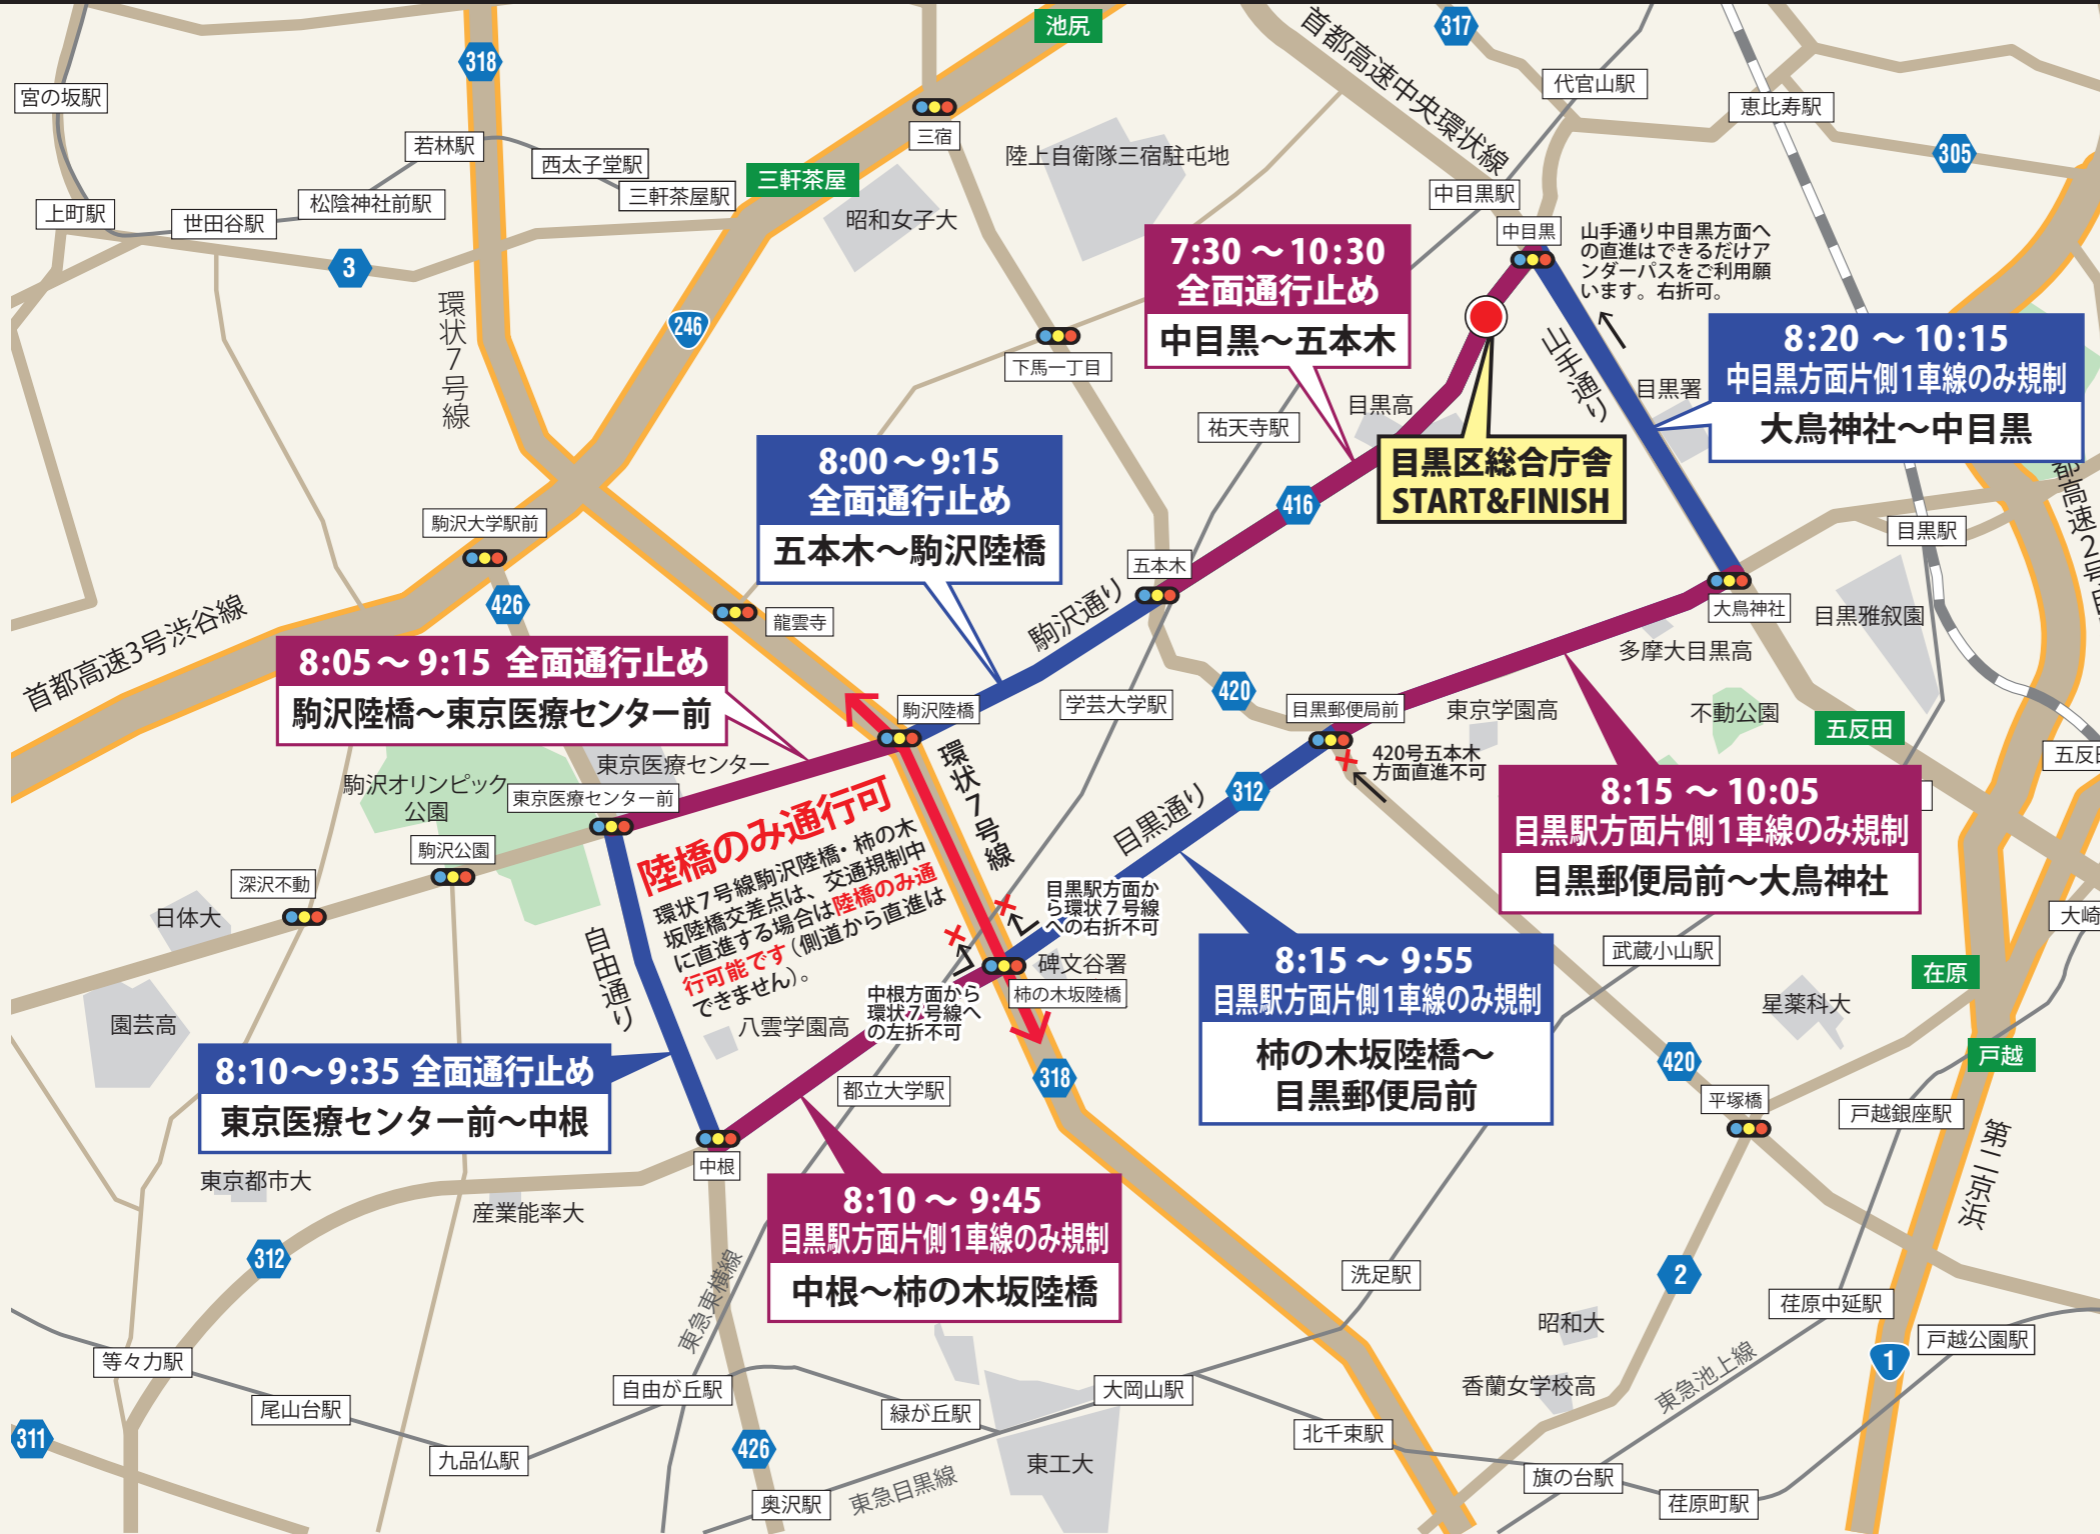 池尻
317
首都高速中央環状線
318
代官山駅
宮の坂駅
恵比寿駅
三宿
若林駅
西太子堂駅
陸上自衛隊三宿駐屯地
305
三軒茶屋
三軒茶屋駅
中目黒駅
松陰神社前駅
上町駅
世田谷駅
昭和女子大
中目黒
山手通り中目黒方面へ
の直進はできるだけア
ンダーパスをご利用願
います。右折可。
7:30 ～ 10:30
全面通行止め
中目黒～五本木
3
環状7号線
246
8:20 ～ 10:15
中目黒方面片側1車線のみ規制
大鳥神社～中目黒
山手通り
下馬一丁目
目黒署
目黒高
祐天寺駅
目黒区総合庁舎
START&FINISH
8:00～9:15
全面通行止め
五本木～駒沢陸橋
416
駒沢大学駅前
目黒駅
五本木
426
大鳥神社
首都高速3号渋谷線
龍雲寺
駒沢通り
目黒雅叙園
多摩大目黒高
8:05～ 9:15 全面通行止め
駒沢陸橋～東京医療センター前
420
学芸大学駅
駒沢陸橋
目黒郵便局前
東京学園高
不動公園
五反田
420号五本木
方面直進不可
東京医療センター
駒沢オリンピック
公園
東京医療センター前
環状7号線
312
目黒通り
8:15 ～ 10:05
目黒駅方面片側1車線のみ規制
目黒郵便局前～大鳥神社
陸橋のみ通行可
環状7号線駒沢陸橋・柿の木
坂陸橋交差点は、交通規制中
に直進する場合は陸橋のみ通
行可能です（側道から直進は
できません）。
駒沢公園
深沢不動
日体大
目黒駅方面か
ら環状7号線
への右折不可
自由通り
碑文谷署
柿の木坂陸橋
中根方面から
環状7号線へ
の左折不可
武蔵小山駅
在原
8:15 ～ 9:55
目黒駅方面片側1車線のみ規制
柿の木坂陸橋～
目黒郵便局前
星薬科大
園芸高
八雲学園高
戸越
8:10～9:35 全面通行止め
東京医療センター前～中根
318
都立大学駅
420
平塚橋
戸越銀座駅
中根
第二京浜
東京都市大
産業能率大
8:10 ～ 9:45
目黒駅方面片側1車線のみ規制
中根～柿の木坂陸橋
312
東急東横線
洗足駅
2
荏原中延駅
昭和大
戸越公園駅
等々力駅
1
東急池上線
香蘭女学校高
自由が丘駅
大岡山駅
尾山台駅
緑が丘駅
311
北千束駅
426
九品仏駅
東工大
旗の台駅
東急目黒線
奥沢駅
荏原町駅